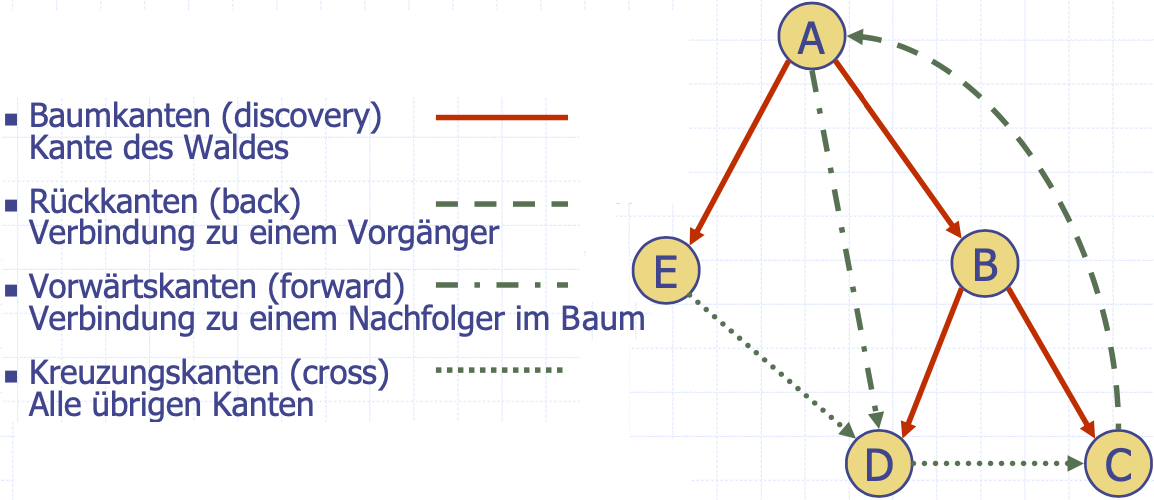 Baumkanten (discovery)
Kante des Waldes
Rückkanten (back)
Verbindung zu einem Vorgänger
Vorwärtskanten (forward)
Verbindung zu einem Nachfolger im Baum
Kreuzungskanten (cross)
Alle übrigen Kanten
A
E
B
D
C